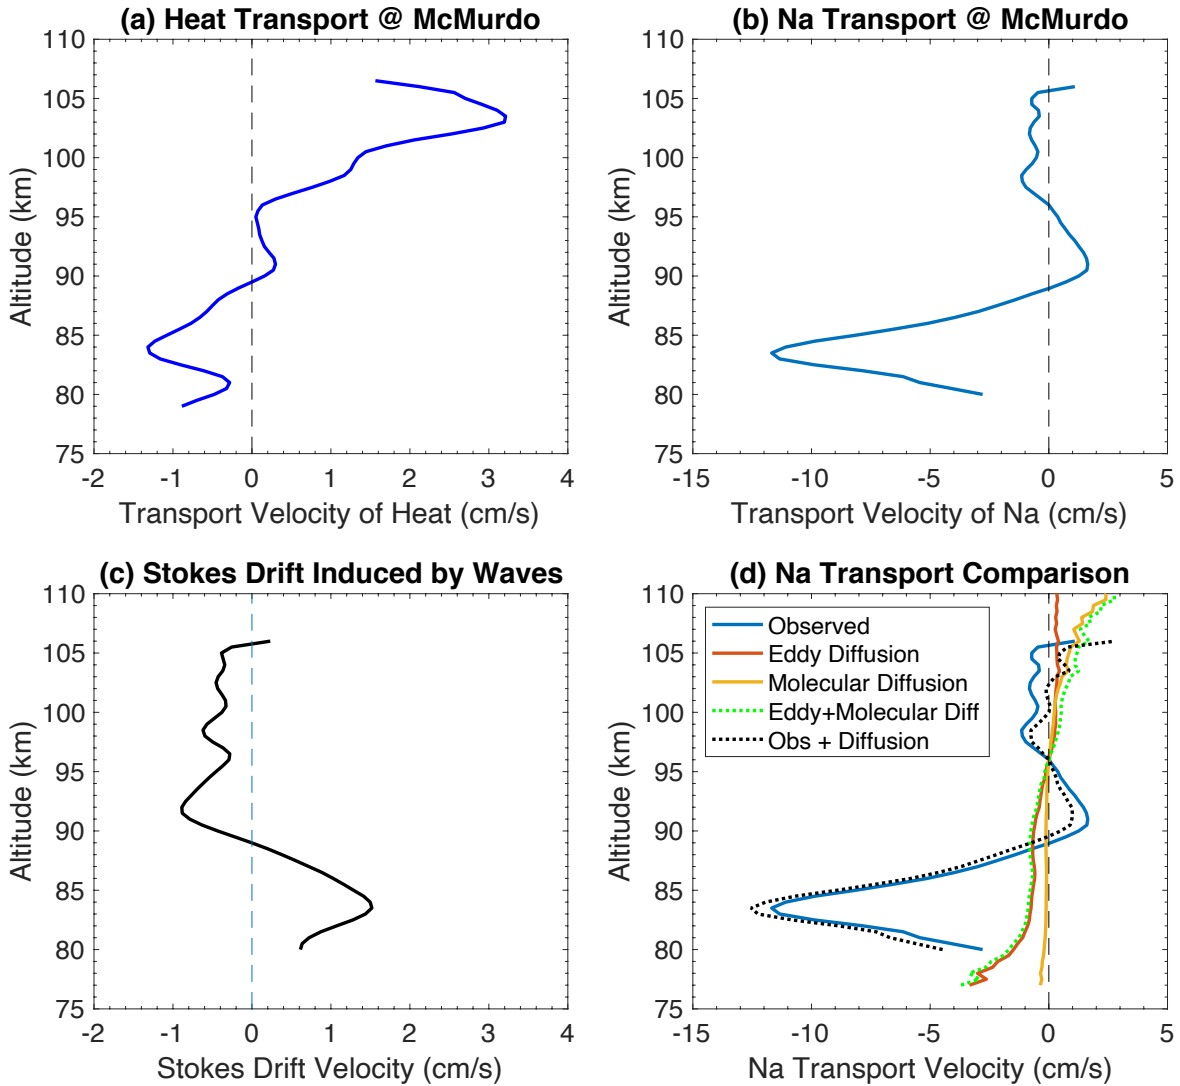 (a) Heat Transport @ McMurdo
110
105
100
95
90
85
80
75
Altitude (km)
-2 -1 0 1 2 3 4
Transport Velocity of Heat (cm/s)
(b) Na Transport @ McMurdo
110
105
100
95
90
85
80
75
Altitude (km)
-15 -10 -5 0 5
Transport Velocity of Na (cm/s)
(c) Stokes Drift Induced by Waves
110
105
100
95
90
85
80
75
Altitude (km)
-2 -1 0 1 2 3 4
Stokes Drift Velocity (cm/s)
(d) Na Transport Comparison
110
105
100
95
90
85
80
75
Altitude (km)
Observed
Eddy Diffusion
Molecular Diffusion
Eddy+Molecular Diff
Obs + Diffusion
-15 -10 -5 0 5
Na Transport Velocity (cm/s)